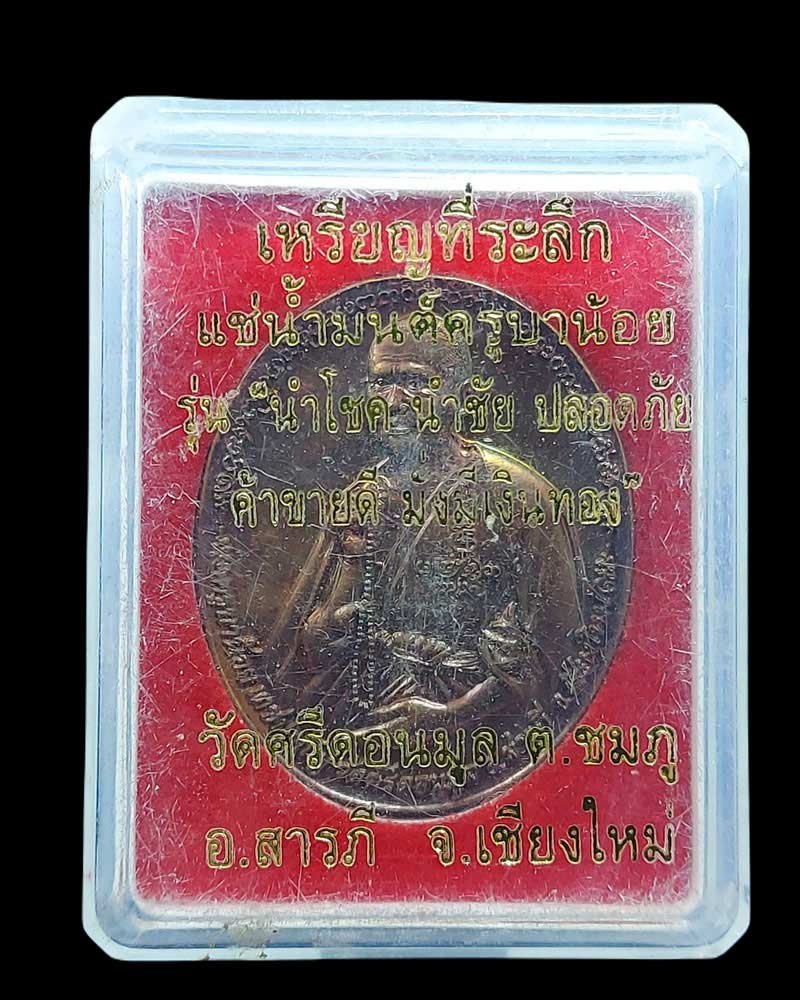 เหรียญที่ระลึก
แช่น้ำมนต์ครูบาน้อย
รุ่น "นำโชค นำชัย ปลอดภัย
ค้าขายดี มั่งมีเงินทอง"
วัดศรีดอนมูล ต.ชมภู
อ.สารภี จ.เชียงใหม่